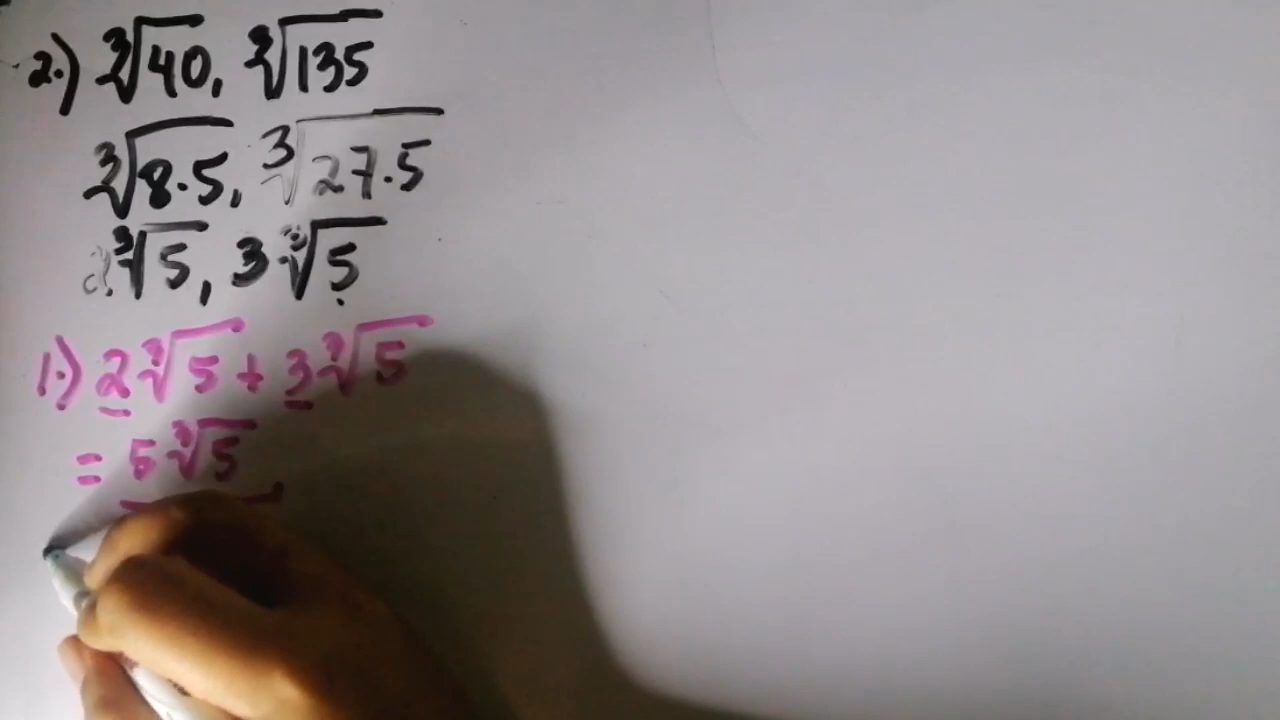 2.) ∛40, ∛135
∛8·5, ∛27·5
2∛5, 3∛5
1.) 2∛5 + 3∛5
= 5∛5